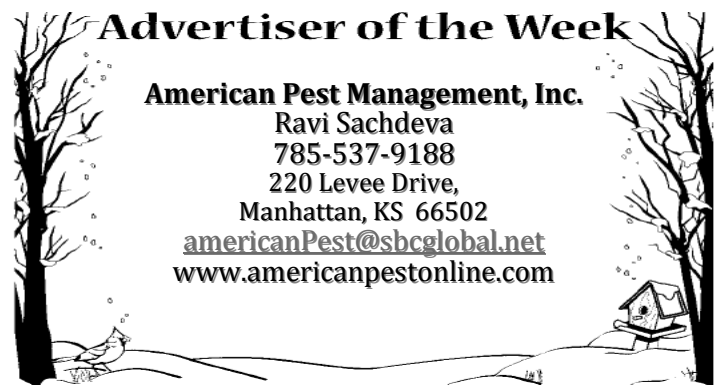 Advertiser of the Week
American Pest Management, Inc.
Ravi Sachdeva
785-537-9188
220 Levee Drive,
Manhattan, KS  66502
americanPest@sbcglobal.net
www.americanpestonline.com